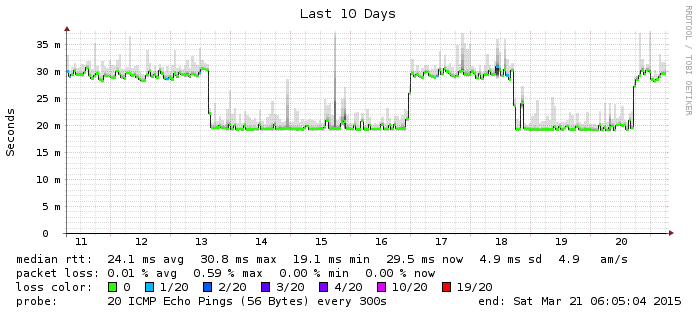 Last 10 Days
RRDTOOL / TOBI OETIKER
Seconds
35 m
30 m
25 m
20 m
15 m
10 m
5 m
0
11 12 13 14 15 16 17 18 19 20
median rtt: 24.1 ms avg 30.8 ms max 19.1 ms min 29.5 ms now 4.9 ms sd 4.9 am/s
packet loss: 0.01 % avg 0.59 % max 0.00 % min 0.00 % now
loss color: 0 1/20 2/20 3/20 4/20 10/20 19/20
probe: 20 ICMP Echo Pings (56 Bytes) every 300s end: Sat Mar 21 06:05:04 2015